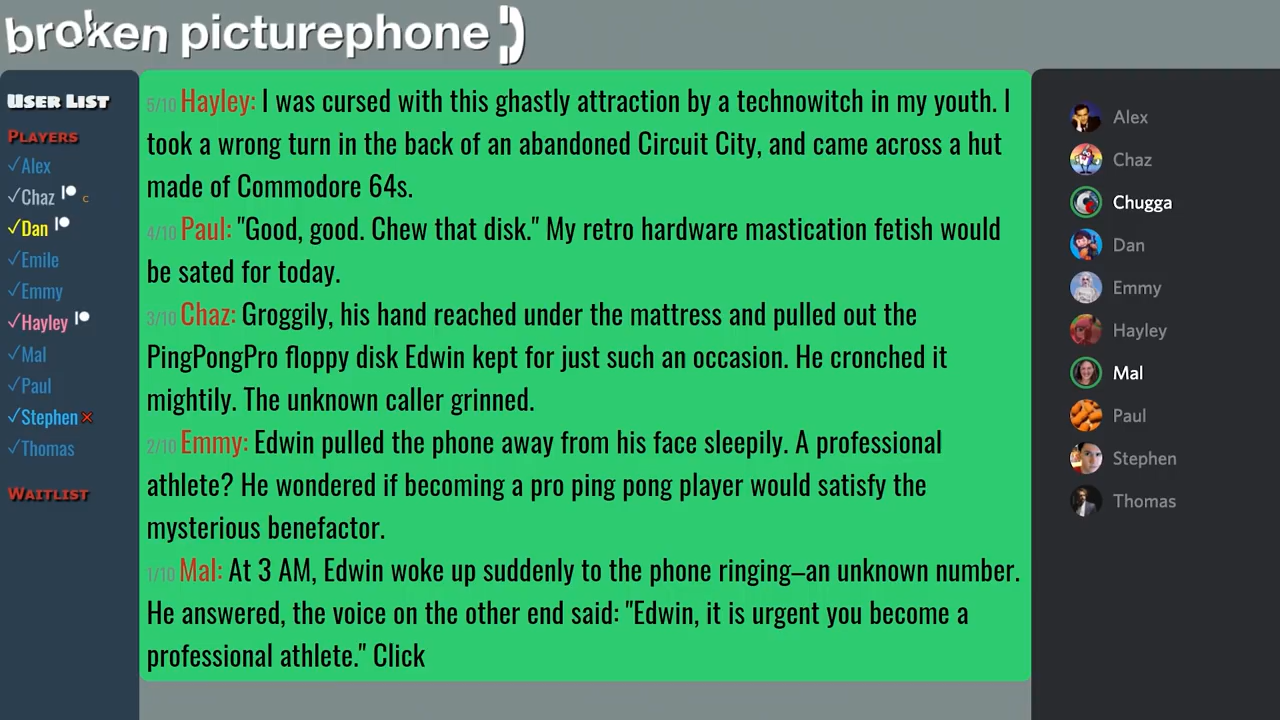 broken picturephone
User List
Players
✓Alex
✓Chaz c
✓Dan
✓Emile
✓Emmy
✓Hayley
✓Mal
✓Paul
✓Stephen ×
✓Thomas
Waitlist
5/10 Hayley: I was cursed with this ghastly attraction by a technowitch in my youth. I
took a wrong turn in the back of an abandoned Circuit City, and came across a hut
made of Commodore 64s.
4/10 Paul: "Good, good. Chew that disk." My retro hardware mastication fetish would
be sated for today.
3/10 Chaz: Groggily, his hand reached under the mattress and pulled out the
PingPongPro floppy disk Edwin kept for just such an occasion. He cronched it
mightily. The unknown caller grinned.
2/10 Emmy: Edwin pulled the phone away from his face sleepily. A professional
athlete? He wondered if becoming a pro ping pong player would satisfy the
mysterious benefactor.
1/10 Mal: At 3 AM, Edwin woke up suddenly to the phone ringing–an unknown number.
He answered, the voice on the other end said: "Edwin, it is urgent you become a
professional athlete." Click
Alex
Chaz
Chugga
Dan
Emmy
Hayley
Mal
Paul
Stephen
Thomas